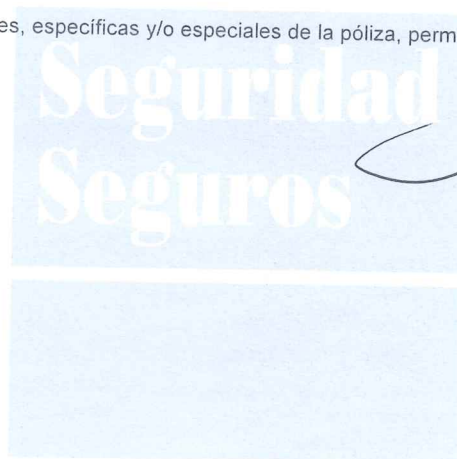 es, específicas y/o especiales de la póliza, perm
Seguridad
Seguros